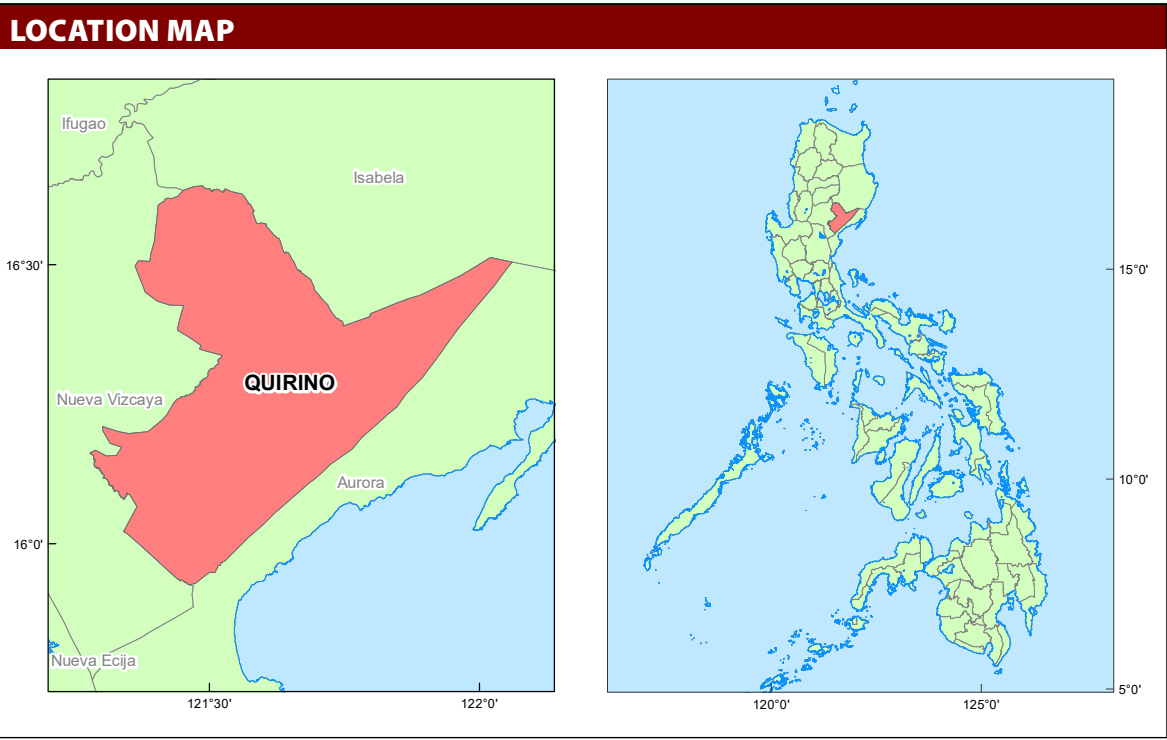 LOCATION MAP
Ifugao
Isabela
16°30'
15°0'
QUIRINO
Nueva Vizcaya
Aurora
10°0'
16°0'
Nueva Ecija
5°0'
121°30'
122°0'
120°0'
125°0'